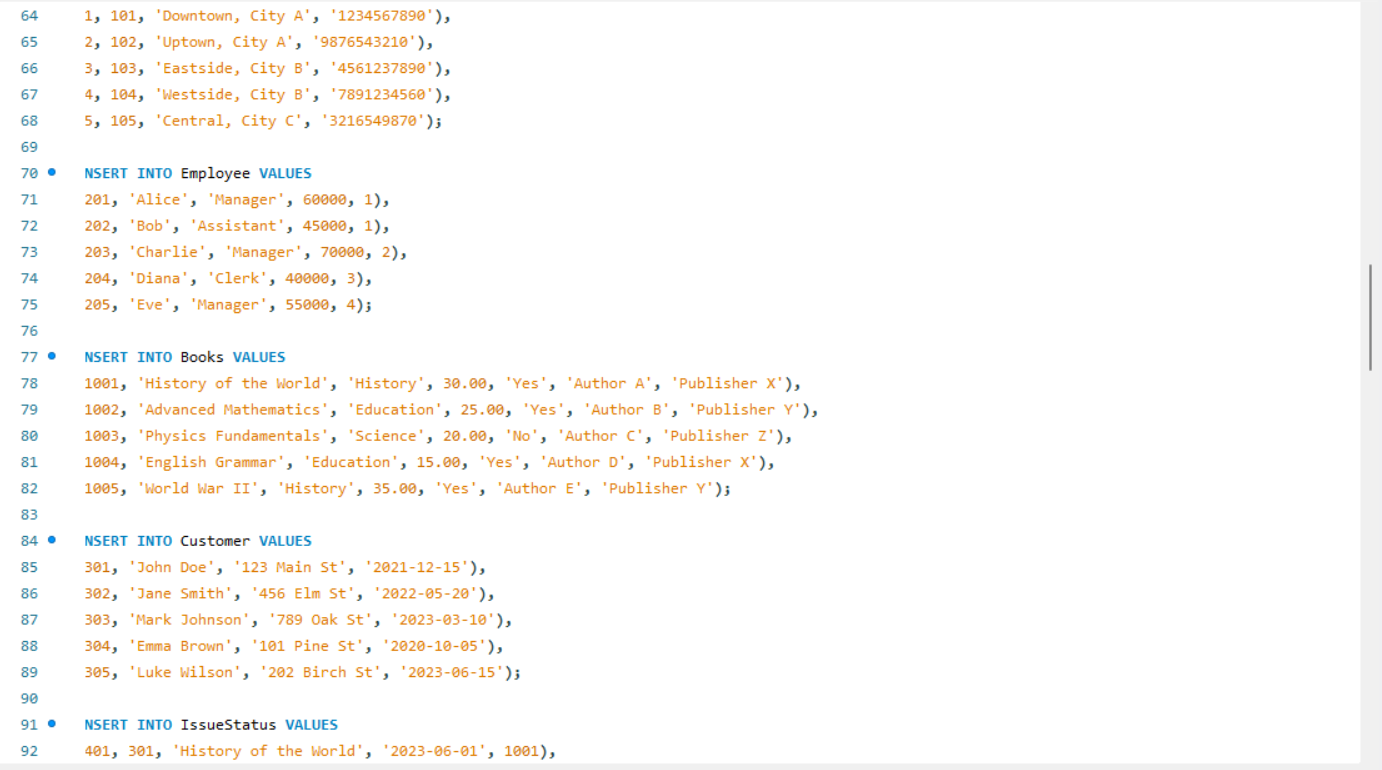 64 1, 101, 'Downtown, City A', '1234567890'),
65 2, 102, 'Uptown, City A', '9876543210'),
66 3, 103, 'Eastside, City B', '4561237890'),
67 4, 104, 'Westside, City B', '7891234560'),
68 5, 105, 'Central, City C', '3216549870');
69
70 NSERT INTO Employee VALUES
71 201, 'Alice', 'Manager', 60000, 1),
72 202, 'Bob', 'Assistant', 45000, 1),
73 203, 'Charlie', 'Manager', 70000, 2),
74 204, 'Diana', 'Clerk', 40000, 3),
75 205, 'Eve', 'Manager', 55000, 4);
76
77 NSERT INTO Books VALUES
78 1001, 'History of the World', 'History', 30.00, 'Yes', 'Author A', 'Publisher X'),
79 1002, 'Advanced Mathematics', 'Education', 25.00, 'Yes', 'Author B', 'Publisher Y'),
80 1003, 'Physics Fundamentals', 'Science', 20.00, 'No', 'Author C', 'Publisher Z'),
81 1004, 'English Grammar', 'Education', 15.00, 'Yes', 'Author D', 'Publisher X'),
82 1005, 'World War II', 'History', 35.00, 'Yes', 'Author E', 'Publisher Y');
83
84 NSERT INTO Customer VALUES
85 301, 'John Doe', '123 Main St', '2021-12-15'),
86 302, 'Jane Smith', '456 Elm St', '2022-05-20'),
87 303, 'Mark Johnson', '789 Oak St', '2023-03-10'),
88 304, 'Emma Brown', '101 Pine St', '2020-10-05'),
89 305, 'Luke Wilson', '202 Birch St', '2023-06-15');
90
91 NSERT INTO IssueStatus VALUES
92 401, 301, 'History of the World', '2023-06-01', 1001),